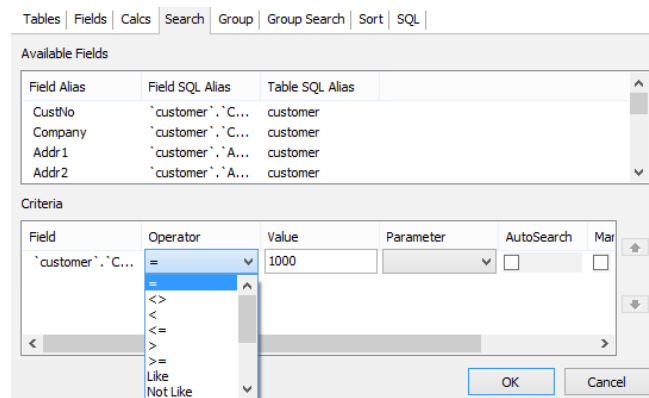 Tables Fields Calcs Search Group Group Search Sort SQL
Available Fields
Field Alias Field SQL Alias Table SQL Alias
CustNo `customer`.`C... customer
Company `customer`.`C... customer
Addr1 `customer`.`A... customer
Addr2 `customer`.`A... customer
Criteria
Field Operator Value Parameter AutoSearch Mar
`customer`.`C... = 1000
=
<>
<
<=
>
>=
Like
Not Like
OK Cancel